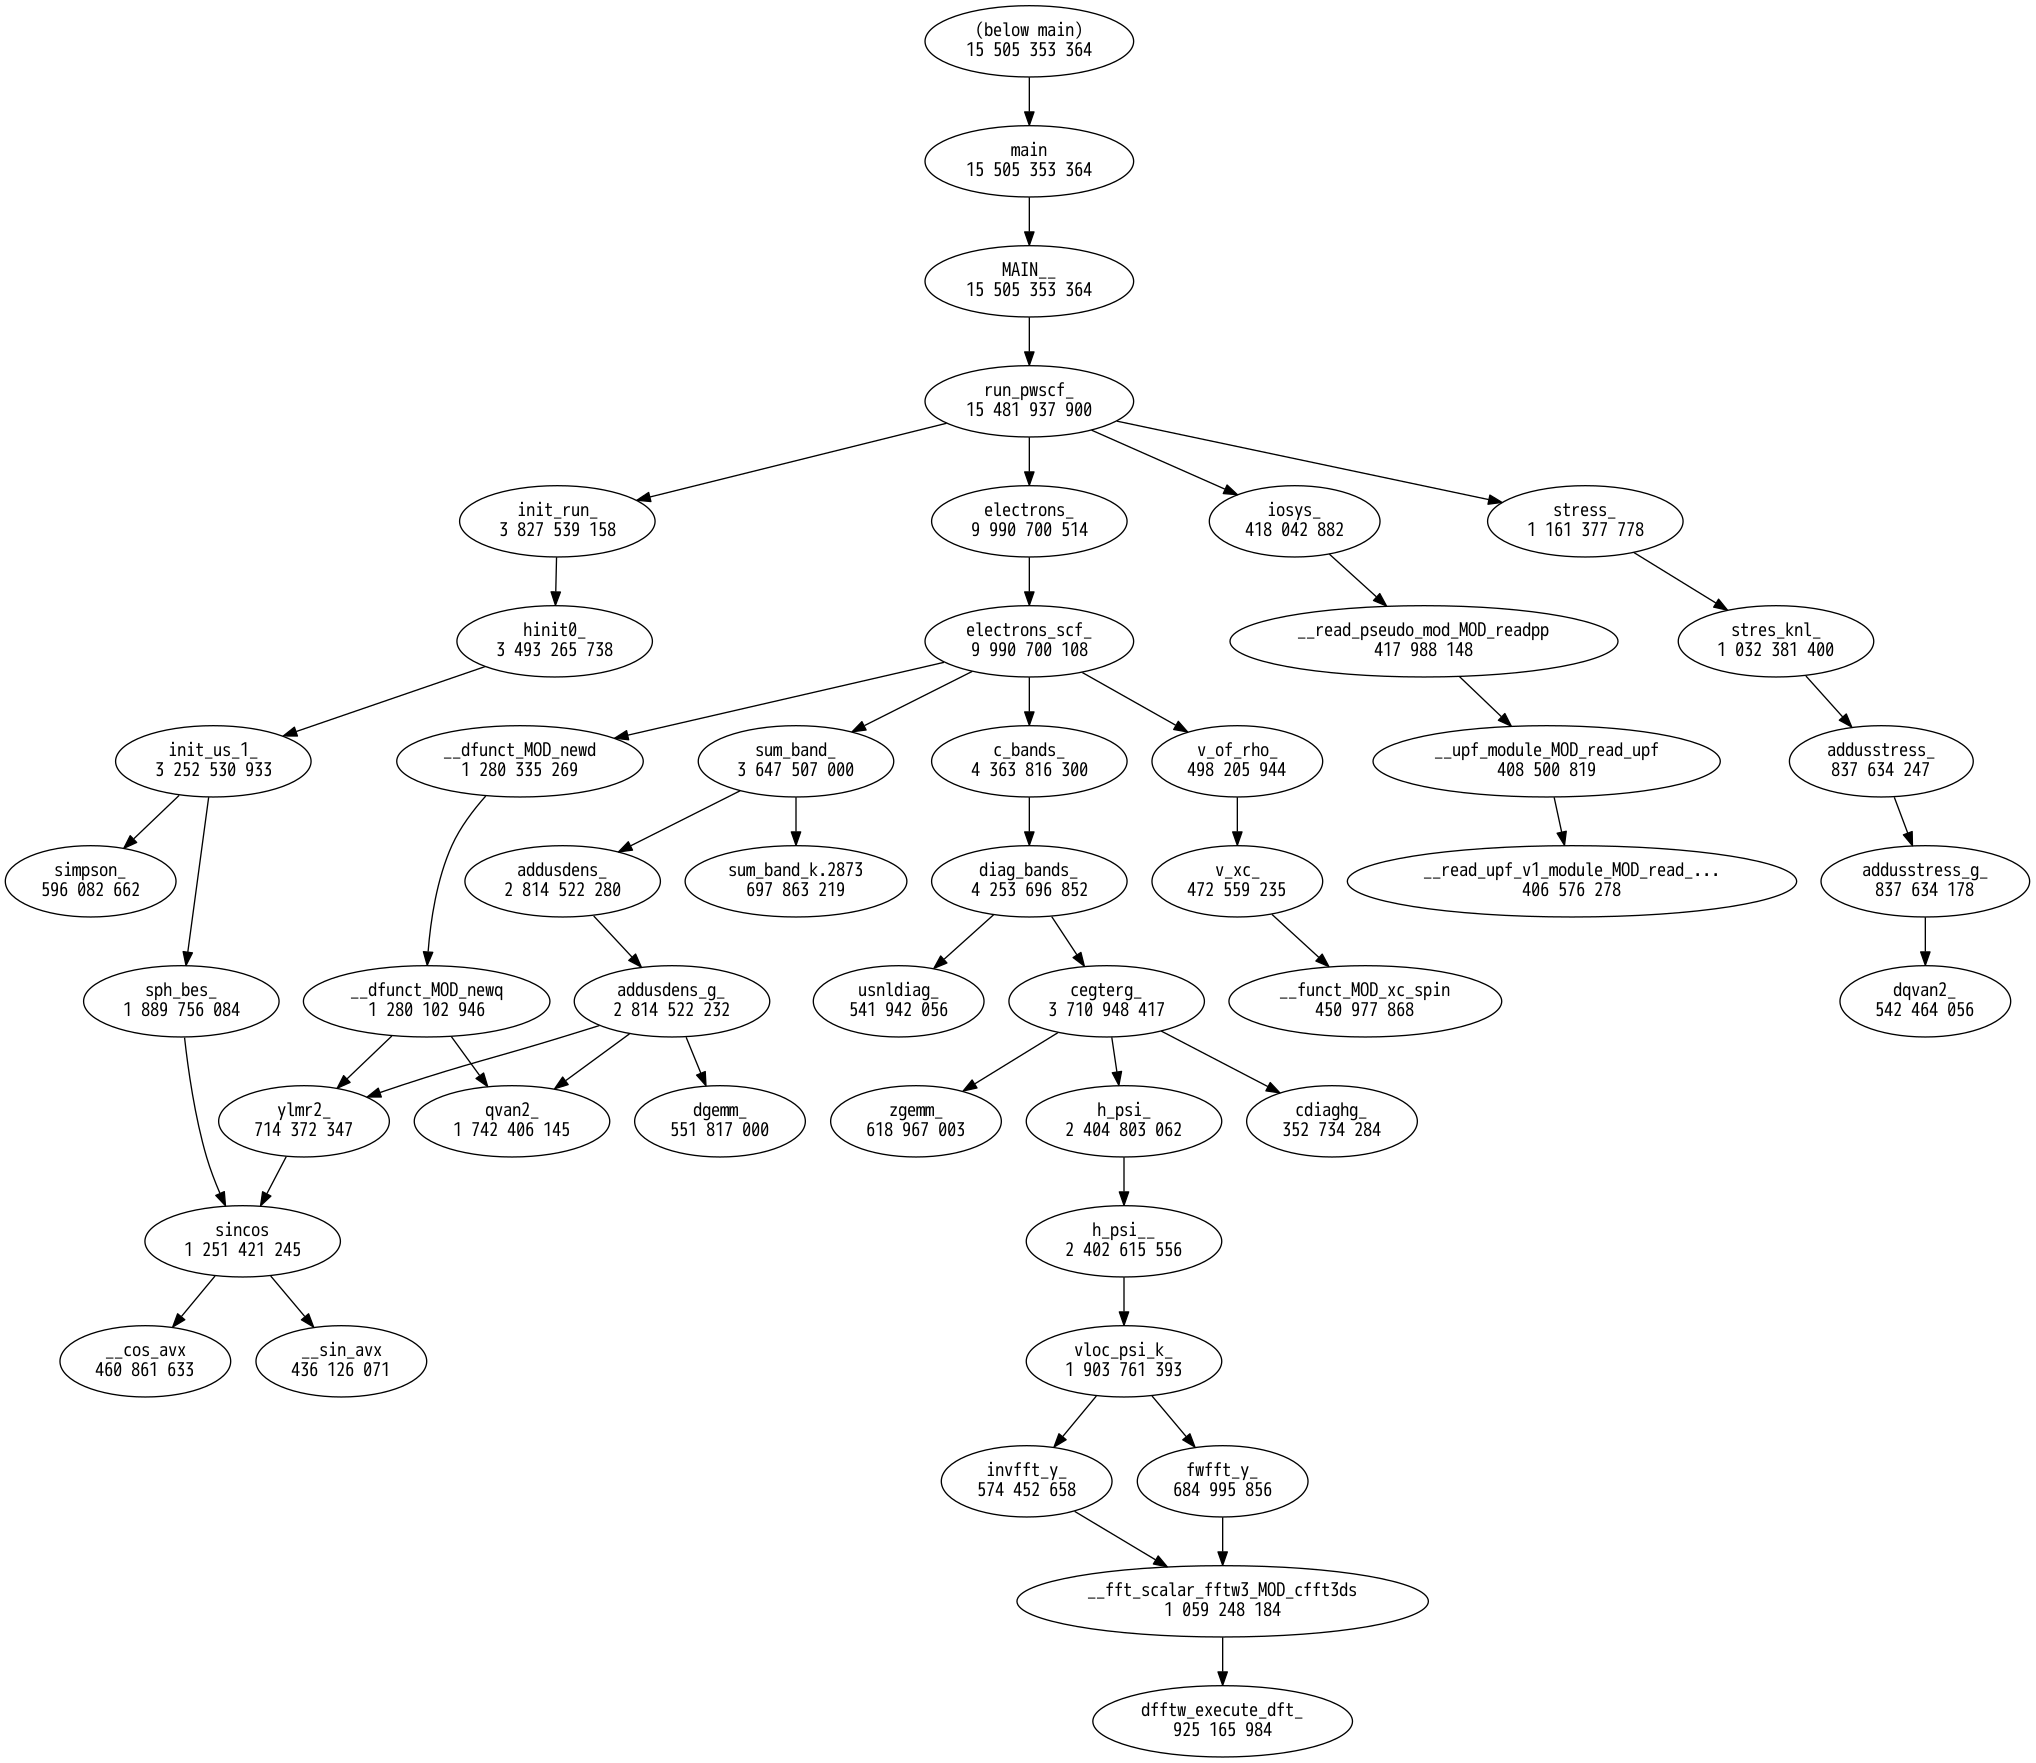 (below main)
15 505 353 364
main
15 505 353 364
MAIN__
15 505 353 364
run_pwscf_
15 481 937 900
init_run_
3 827 539 158
electrons_
9 990 700 514
iosys_
418 042 882
stress_
1 161 377 778
hinit0_
3 493 265 738
electrons_scf_
9 990 700 108
__read_pseudo_mod_MOD_readpp
417 988 148
stres_knl_
1 032 381 400
init_us_1_
3 252 530 933
__dfunct_MOD_newd
1 280 335 269
sum_band_
3 647 507 000
c_bands_
4 363 816 300
v_of_rho_
498 205 944
__upf_module_MOD_read_upf
408 500 819
addusstress_
837 634 247
simpson_
596 082 662
addusdens_
2 814 522 280
sum_band_k.2873
697 863 219
diag_bands_
4 253 696 852
v_xc_
472 559 235
__read_upf_v1_module_MOD_read_...
406 576 278
addusstress_g_
837 634 178
sph_bes_
1 889 756 084
__dfunct_MOD_newq
1 280 102 946
addusdens_g_
2 814 522 232
usnldiag_
541 942 056
cegterg_
3 710 948 417
__funct_MOD_xc_spin
450 977 868
dqvan2_
542 464 056
ylmr2_
714 372 347
qvan2_
1 742 406 145
dgemm_
551 817 000
zgemm_
618 967 003
h_psi_
2 404 803 062
cdiaghg_
352 734 284
sincos
1 251 421 245
h_psi__
2 402 615 556
__cos_avx
460 861 633
__sin_avx
436 126 071
vloc_psi_k_
1 903 761 393
invfft_y_
574 452 658
fwfft_y_
684 995 856
__fft_scalar_fftw3_MOD_cfft3ds
1 059 248 184
dfftw_execute_dft_
925 165 984